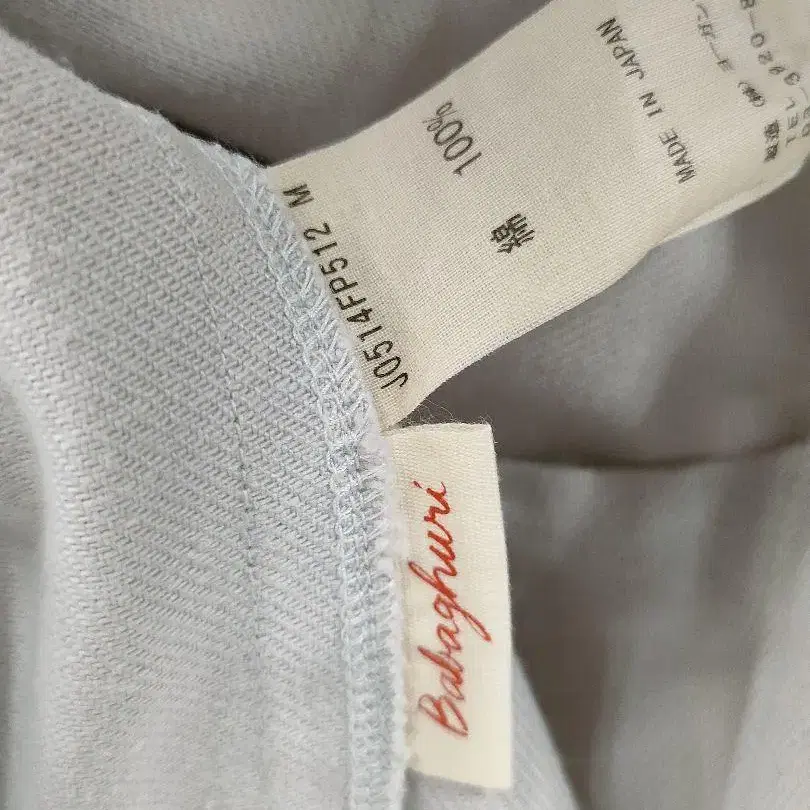 J0514FP512 M
綿 100%
MADE IN JAPAN
Babaghuri